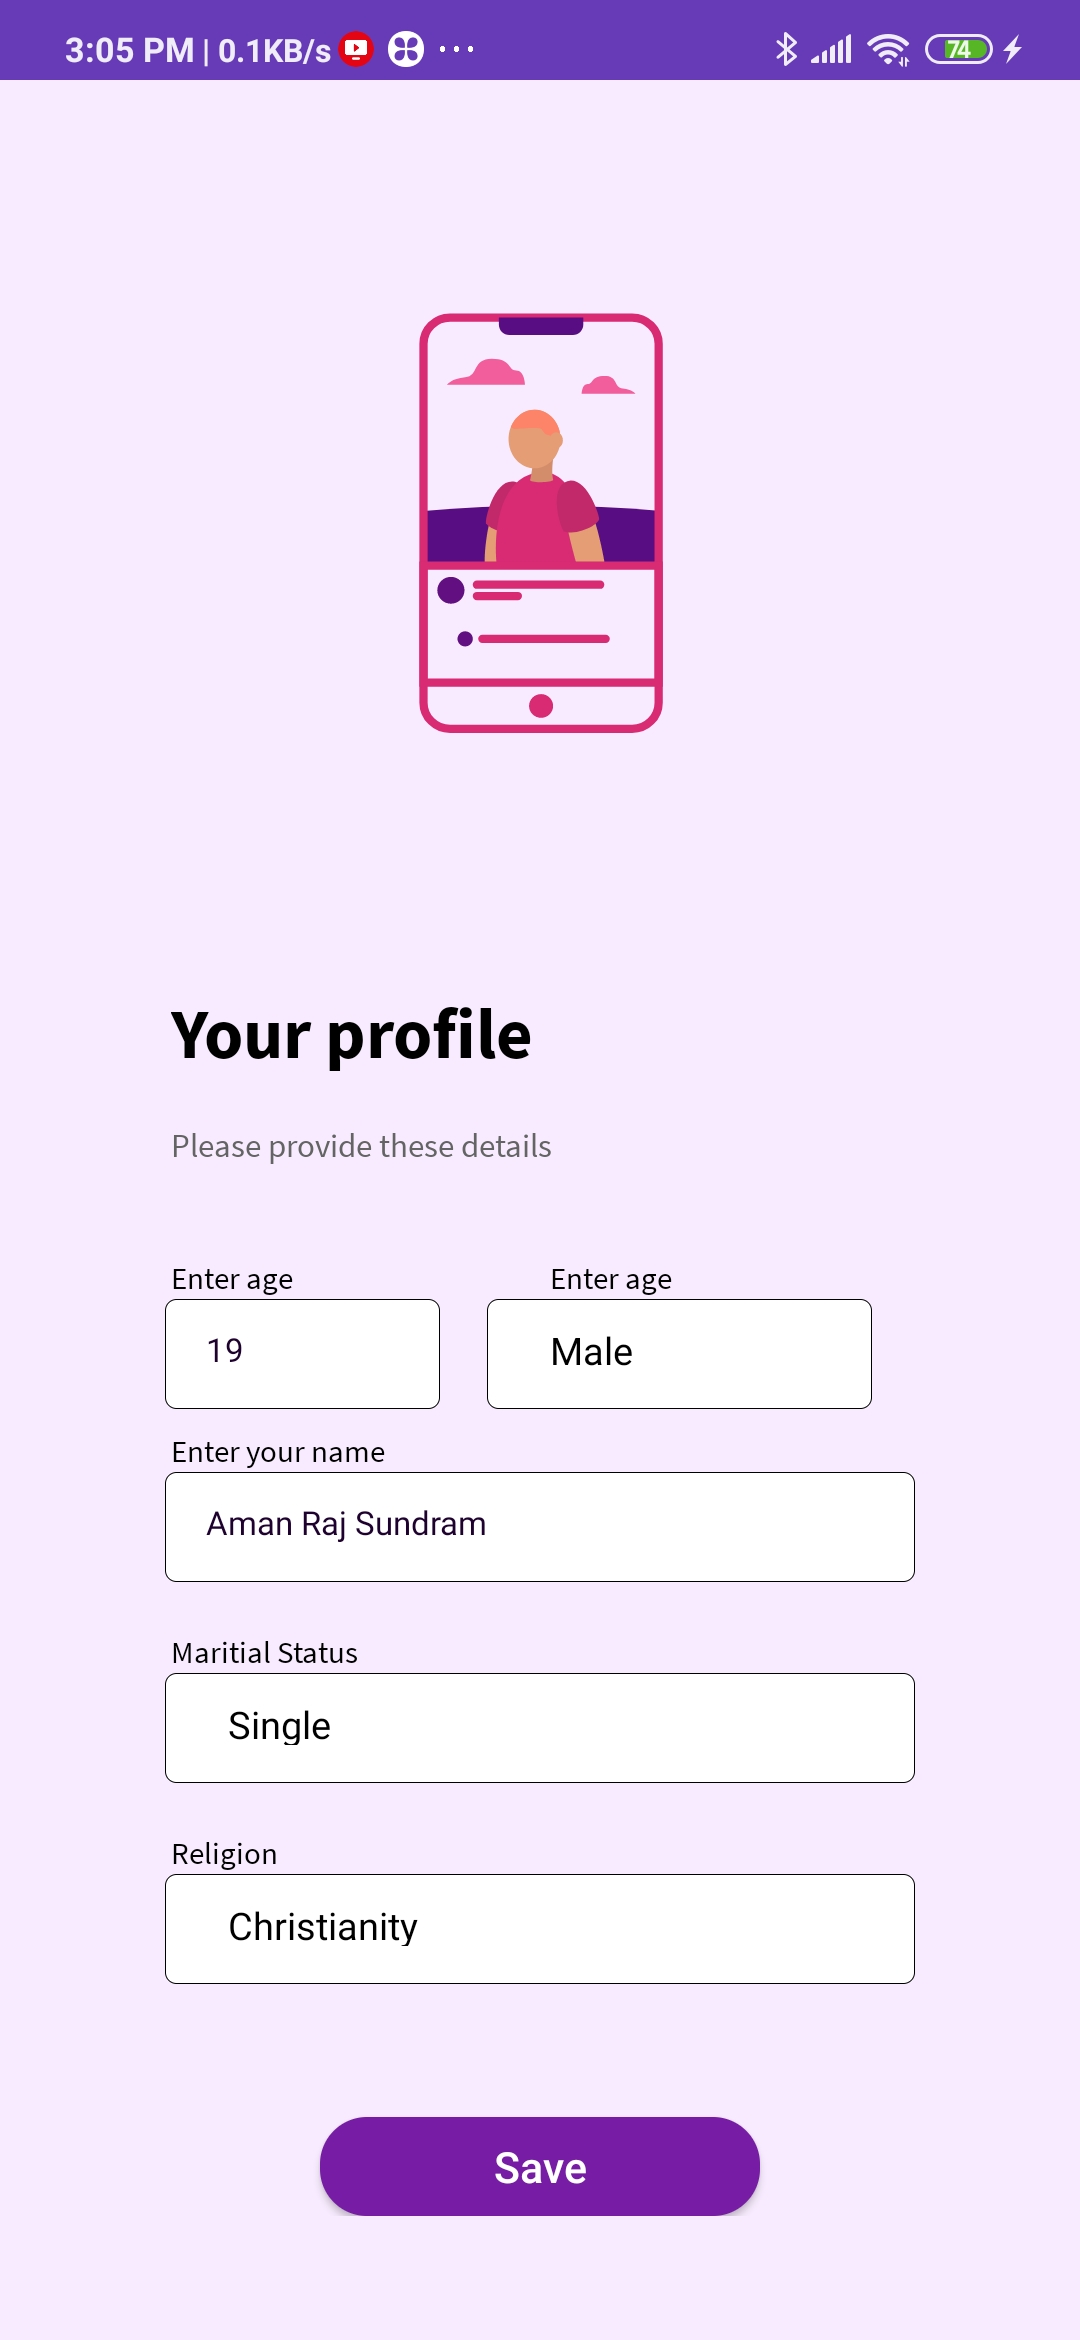 3:05 PM | 0.1KB/s ... 74
Your profile
Please provide these details
Enter age Enter age
19 Male
Enter your name
Aman Raj Sundram
Maritial Status
Single
Religion
Christianity
Save